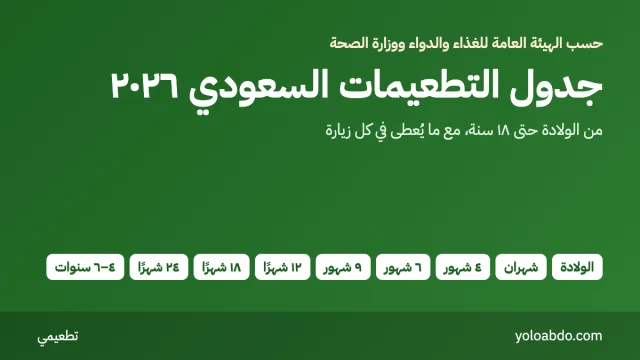 حسب الهيئة العامة للغذاء والدواء ووزارة الصحة
جدول التطعيمات السعودي ٢٠٢٦
من الولادة حتى ١٨ سنة، مع ما يُعطى في كل زيارة
الولادة شهران ٤ شهور ٦ شهور ٩ شهور ١٢ شهرًا ١٨ شهرًا ٢٤ شهرًا ٤–٦ سنوات
yoloabdo.com تطعيمي